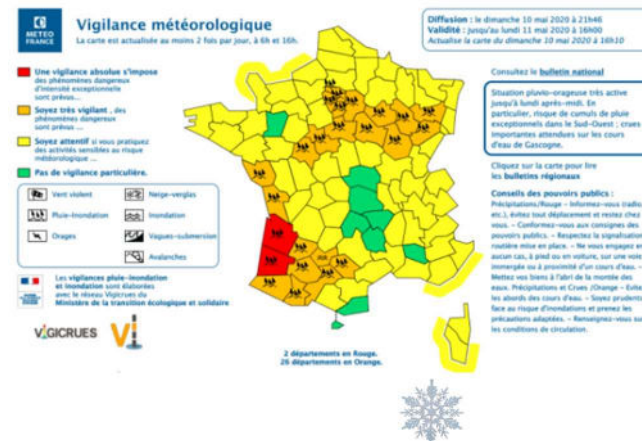 METEO
FRANCE
Vigilance météorologique
La carte est actualisée au moins 2 fois par jour, à 6h et 16h.
Diffusion : le dimanche 10 mai 2020 à 21h46
Validité : jusqu'au lundi 11 mai 2020 à 16h00
Actualise la carte du dimanche 10 mai 2020 à 16h10
Une vigilance absolue s'impose
des phénomènes dangereux
d'intensité exceptionnelle
sont prévus...
Soyez très vigilant , des
phénomènes dangereux
sont prévus ...
Soyez attentif si vous pratiquez
des activités sensibles au risque
météorologique ...
Pas de vigilance particulière.
Vent violent
Neige-verglas
Pluie-Inondation
Inondation
Orages
Vagues-submersion
Avalanches
Les vigilances pluie-inondation
et inondation sont élaborées
avec le réseau Vigicrues du
Ministère de la transition écologique et solidaire
VIGICRUES
Vi
2 départements en Rouge.
26 départements en Orange.
Consultez le bulletin national
Situation pluvio-orageuse très active
jusqu'à lundi après-midi. En
particulier, risque de cumuls de pluie
exceptionnels dans le Sud-Ouest ; crues
importantes attendues sur les cours
d'eau de Gascogne.
Cliquez sur la carte pour lire
les bulletins régionaux
Conseils des pouvoirs publics :
Précipitations/Rouge - Informez-vous (radio,
etc.), évitez tout déplacement et restez chez
vous. - Conformez-vous aux consignes des
pouvoirs publics. - Respectez la signalisation
routière mise en place. - Ne vous engagez en
aucun cas, à pied ou en voiture, sur une voie
immergée ou à proximité d'un cours d'eau. -
Mettez vos biens à l'abri de la montée des
eaux. Précipitations et Crues /Orange - Evitez
les abords des cours d'eau. - Soyez prudents
face au risque d'inondations et prenez les
précautions adaptées. - Renseignez-vous sur
les conditions de circulation.